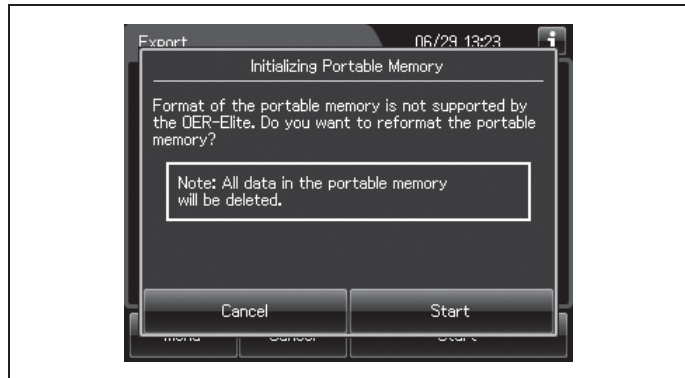 Export 06/29 13:23 i
Initializing Portable Memory
Format of the portable memory is not supported by
the OER-Elite. Do you want to reformat the portable
memory?
Note: All data in the portable memory
will be deleted.
Cancel Start